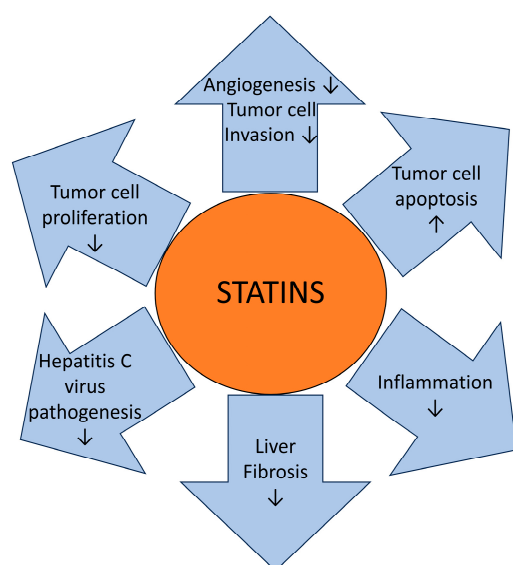 Angiogenesis ↓
Tumor cell
Invasion ↓
Tumor cell
apoptosis
↑
Tumor cell
proliferation
↓
STATINS
Hepatitis C
virus
pathogenesis
↓
Inflammation
↓
Liver
Fibrosis
↓